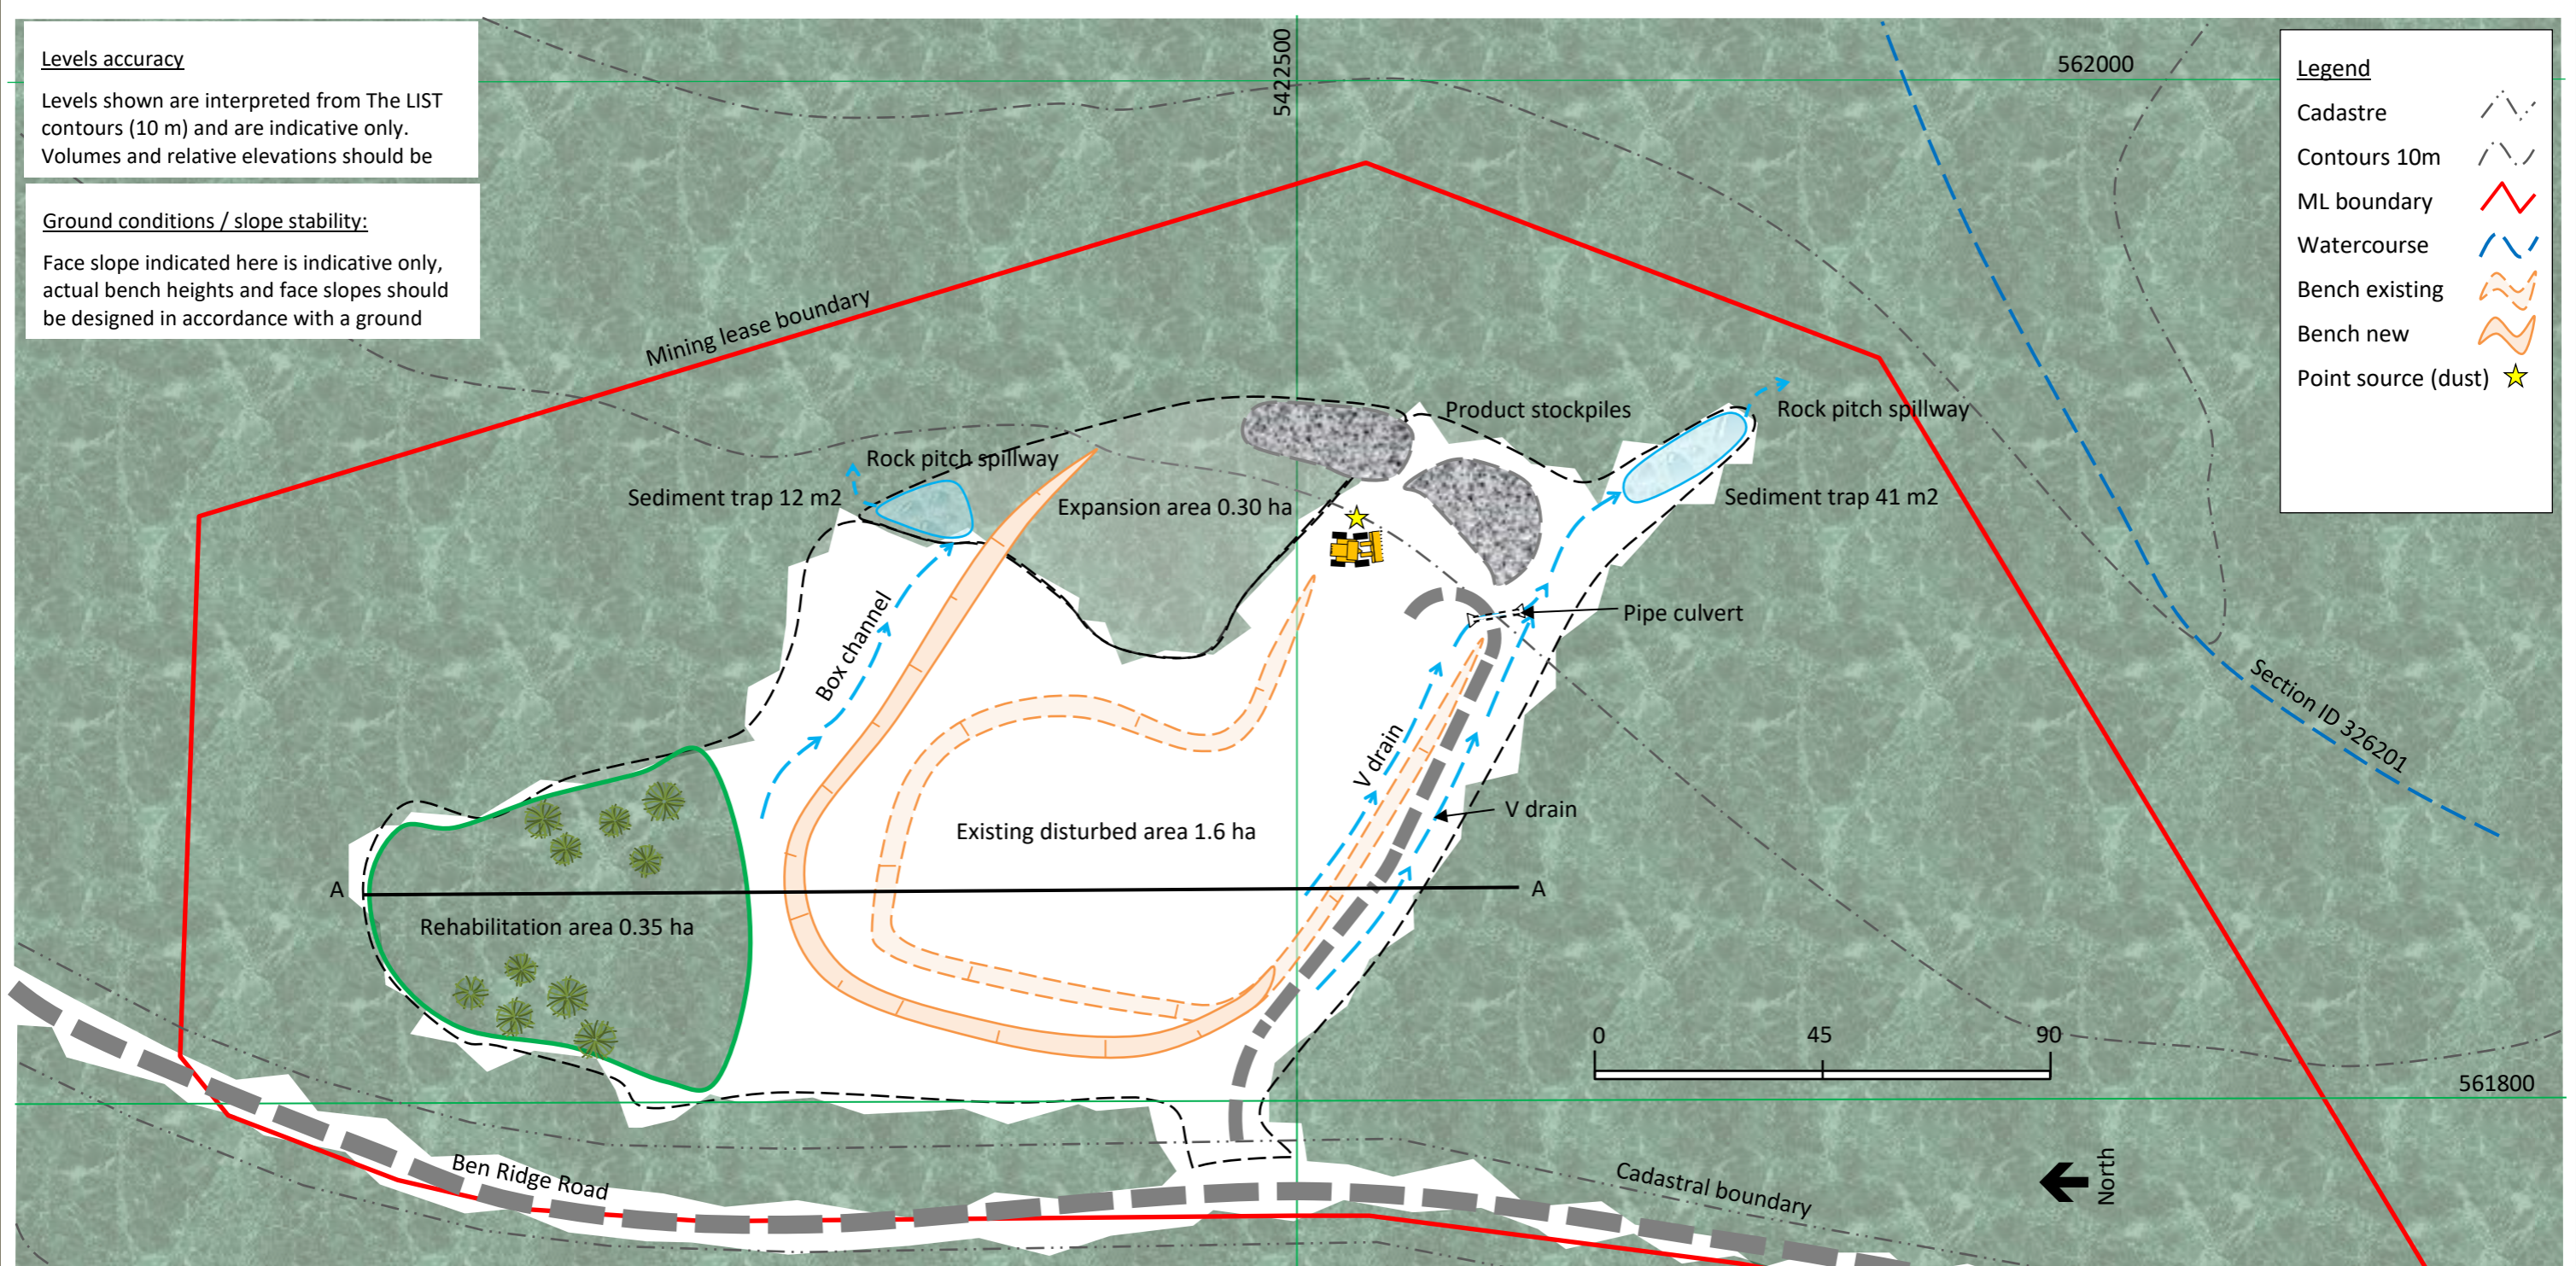 Levels accuracy
Levels shown are interpreted from The LIST
contours (10 m) and are indicative only.
Volumes and relative elevations should be
Ground conditions / slope stability:
Face slope indicated here is indicative only,
actual bench heights and face slopes should
be designed in accordance with a ground
5422500
562000
Legend
Cadastre
Contours 10m
ML boundary
Watercourse
Bench existing
Bench new
Point source (dust)
Mining lease boundary
Product stockpiles
Rock pitch spillway
Rock pitch spillway
Sediment trap 12 m2
Expansion area 0.30 ha
Sediment trap 41 m2
Pipe culvert
Box channel
Section ID 326201
V drain
V drain
Existing disturbed area 1.6 ha
A
A
Rehabilitation area 0.35 ha
0
45
90
561800
Ben Ridge Road
Cadastral boundary
North